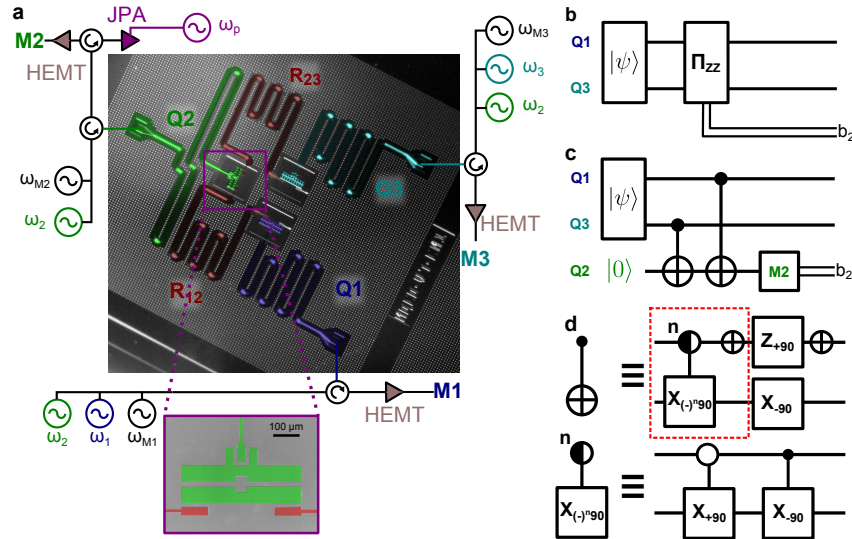 a
JPA
M2
ω_p
HEMT
ω_M3
ω_3
ω_2
R_23
Q2
Q3
ω_M2
ω_2
HEMT
M3
R_12
Q1
HEMT
M1
ω_2
ω_1
ω_M1
100 μm
b
Q1
|ψ⟩
Π_ZZ
Q3
b_2
c
Q1
|ψ⟩
Q3
Q2
|0⟩
M2
b_2
d
n
Z_+90
X_(-)^n90
X_-90
n
X_(-)^n90
X_+90
X_-90